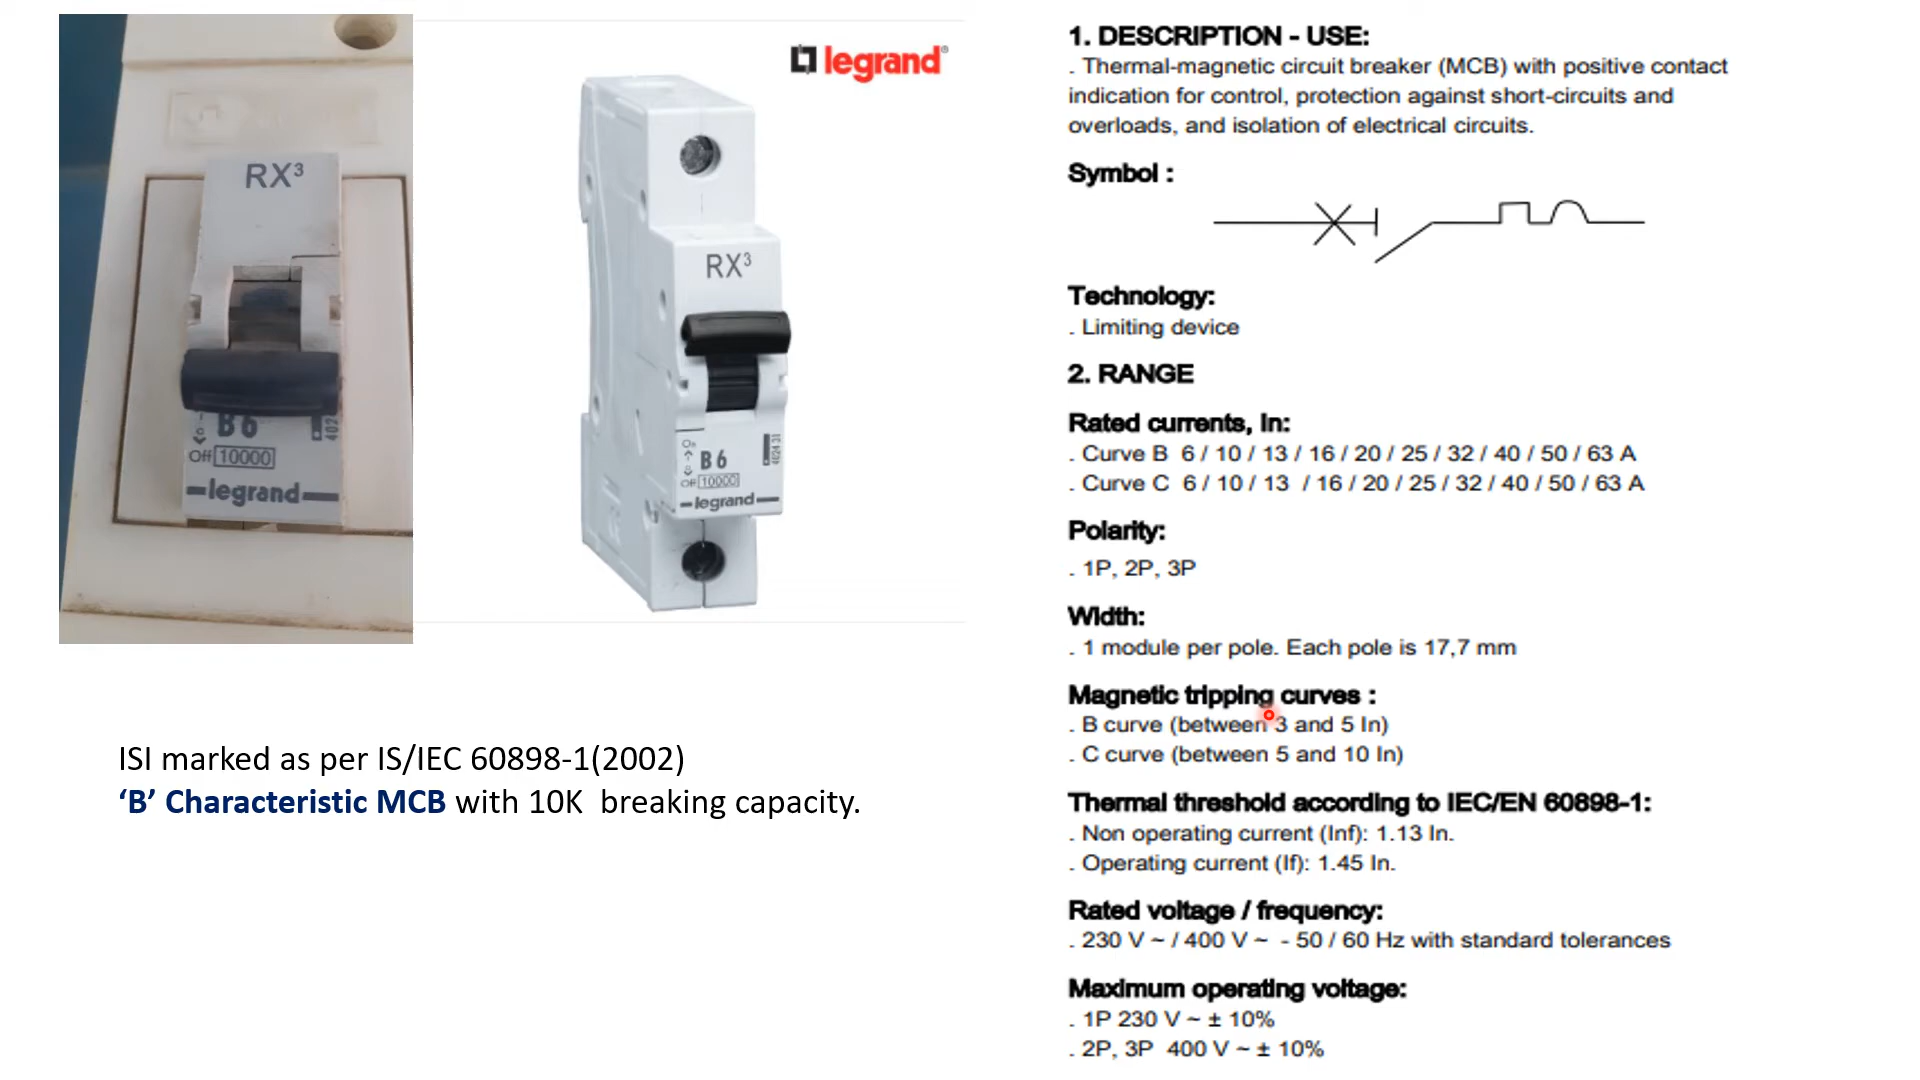 RX³
B6
402
Off 10000
legrand
legrand®
RX³
On
B6
4024 31
Off 10000
legrand
ISI marked as per IS/IEC 60898-1(2002)
‘B’ Characteristic MCB with 10K  breaking capacity.
1. DESCRIPTION - USE:
. Thermal-magnetic circuit breaker (MCB) with positive contact
indication for control, protection against short-circuits and
overloads, and isolation of electrical circuits.
Symbol :
Technology:
. Limiting device
2. RANGE
Rated currents, In:
. Curve B  6 / 10 / 13 / 16 / 20 / 25 / 32 / 40 / 50 / 63 A
. Curve C  6 / 10 / 13  / 16 / 20 / 25 / 32 / 40 / 50 / 63 A
Polarity:
. 1P, 2P, 3P
Width:
. 1 module per pole. Each pole is 17,7 mm
Magnetic tripping curves :
. B curve (between 3 and 5 In)
. C curve (between 5 and 10 In)
Thermal threshold according to IEC/EN 60898-1:
. Non operating current (Inf): 1.13 In.
. Operating current (If): 1.45 In.
Rated voltage / frequency:
. 230 V ~ / 400 V ~  - 50 / 60 Hz with standard tolerances
Maximum operating voltage:
. 1P 230 V ~ ± 10%
. 2P, 3P  400 V ~ ± 10%